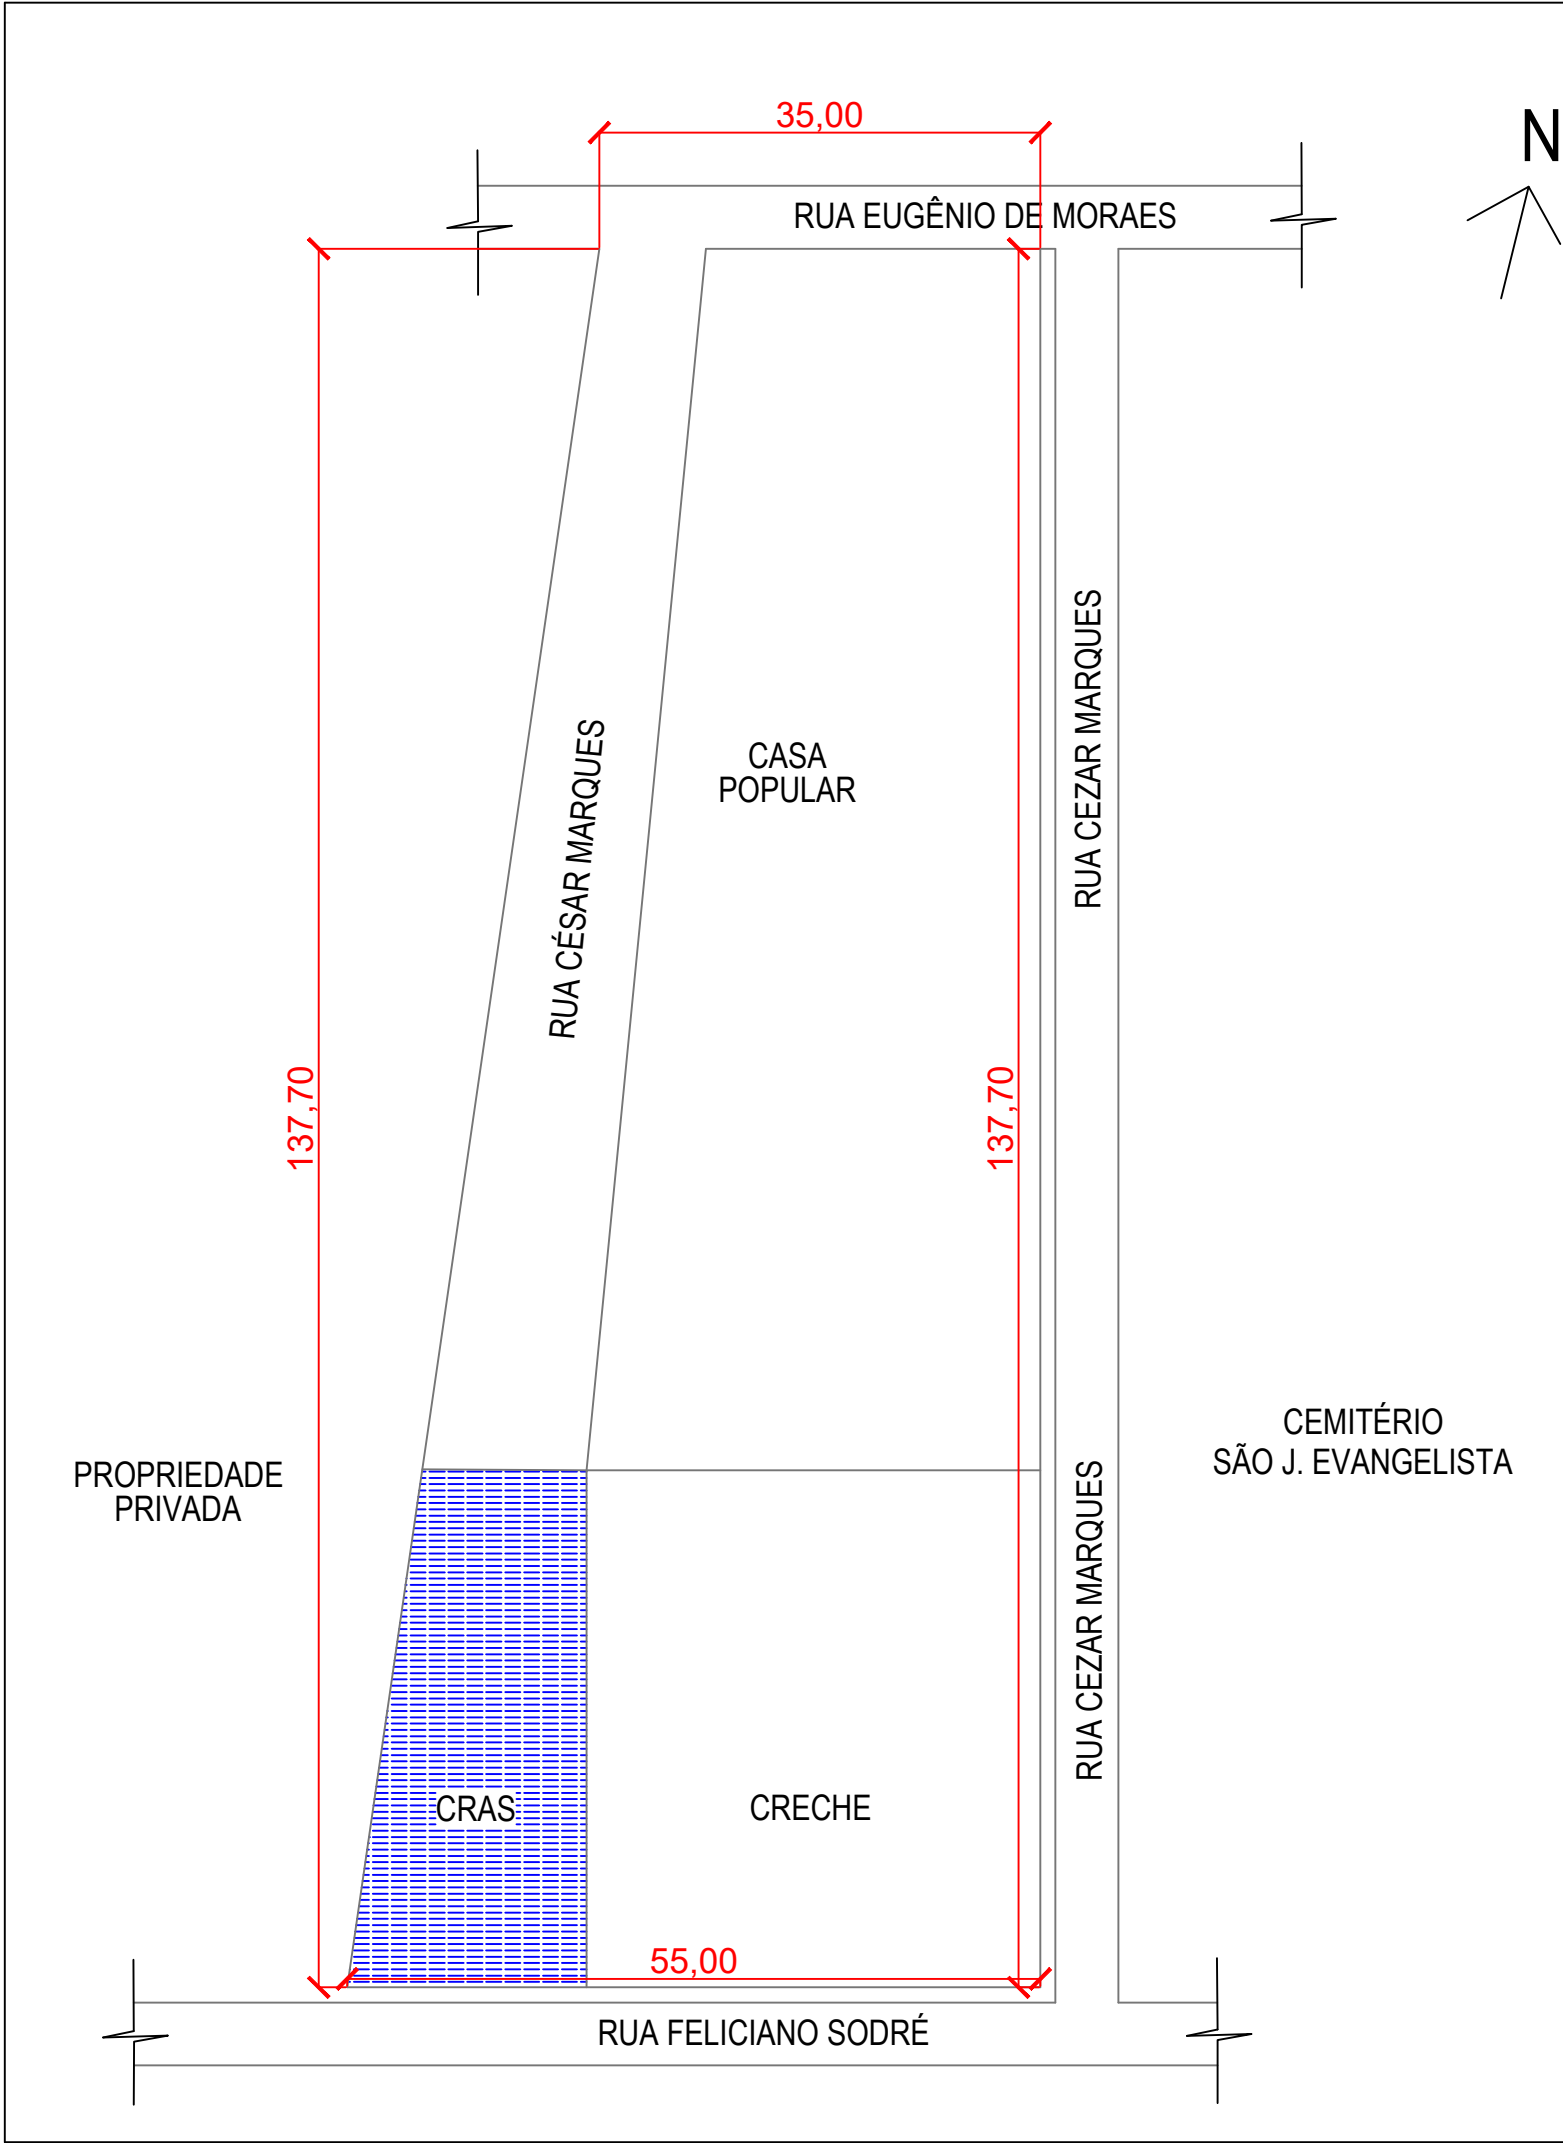 35,00
N
RUA EUGÊNIO DE MORAES
RUA CEZAR MARQUES
RUA CÉSAR MARQUES
CASA
POPULAR
137,70
137,70
CEMITÉRIO
SÃO J. EVANGELISTA
PROPRIEDADE
PRIVADA
RUA CEZAR MARQUES
CRAS
CRECHE
55,00
RUA FELICIANO SODRÉ